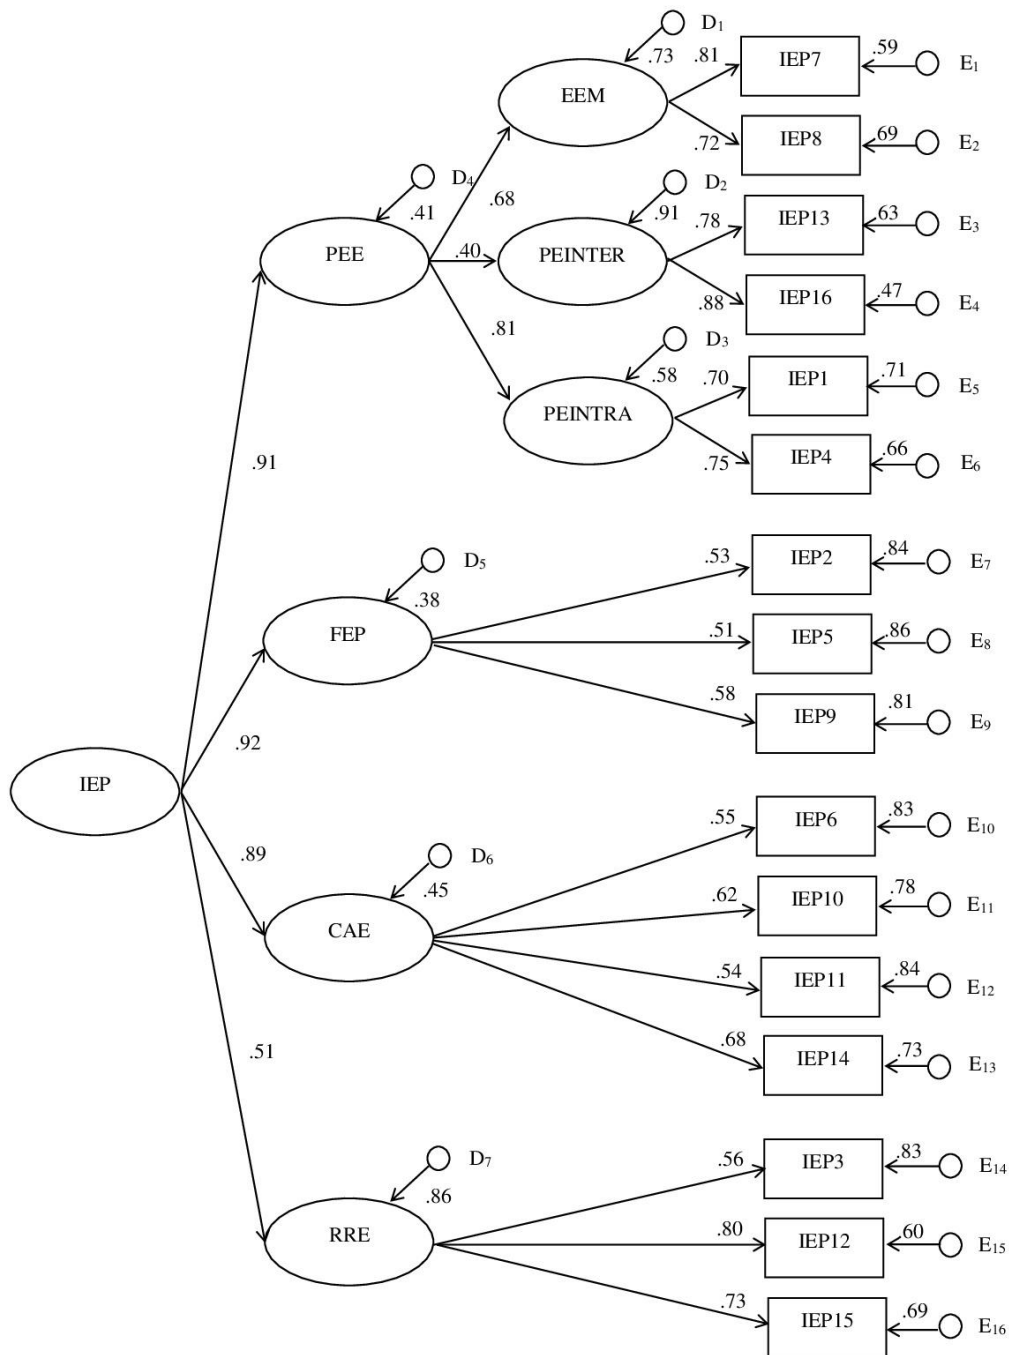 D₁
.73
.81
IEP7
.59
E₁
EEM
.72
IEP8
.69
E₂
D₄
.41
.68
D₂
.91
.78
IEP13
.63
E₃
PEE
.40
PEINTER
.88
IEP16
.47
E₄
.81
D₃
.58
.70
IEP1
.71
E₅
PEINTRA
.75
IEP4
.66
E₆
.91
D₅
.38
.53
IEP2
.84
E₇
FEP
.51
IEP5
.86
E₈
.58
IEP9
.81
E₉
.92
IEP
.89
D₆
.45
.55
IEP6
.83
E₁₀
CAE
.62
IEP10
.78
E₁₁
.54
IEP11
.84
E₁₂
.68
IEP14
.73
E₁₃
.51
D₇
.86
.56
IEP3
.83
E₁₄
RRE
.80
IEP12
.60
E₁₅
.73
IEP15
.69
E₁₆